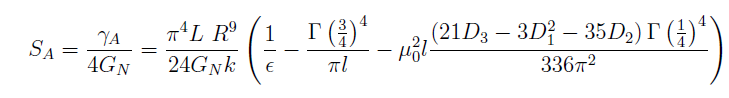 S_A = \frac{\gamma_A}{4G_N} = \frac{\pi^4 L R^9}{24 G_N k} \left( \frac{1}{\epsilon} - \frac{\Gamma\left(\frac{3}{4}\right)^4}{\pi l} - \mu_0^2 l \frac{(21D_3 - 3D_1^2 - 35D_2)\, \Gamma\left(\frac{1}{4}\right)^4}{336\pi^2} \right)